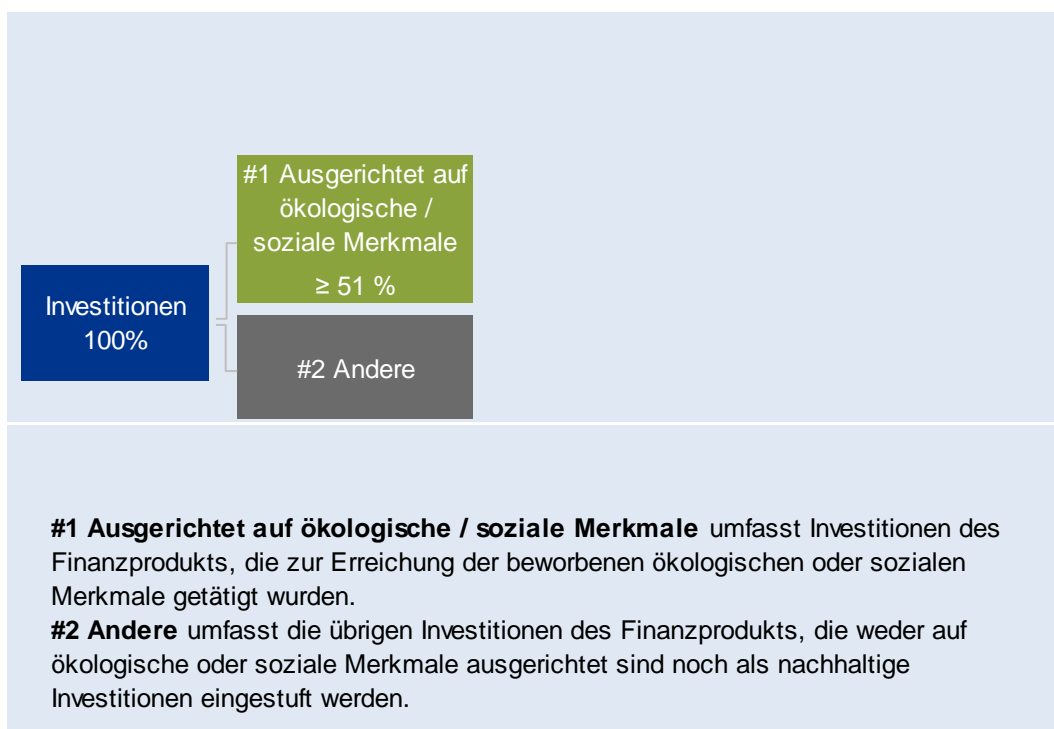 #1 Ausgerichtet auf
ökologische /
soziale Merkmale
≥ 51 %
Investitionen
100%
#2 Andere
#1 Ausgerichtet auf ökologische / soziale Merkmale umfasst Investitionen des
Finanzprodukts, die zur Erreichung der beworbenen ökologischen oder sozialen
Merkmale getätigt wurden.
#2 Andere umfasst die übrigen Investitionen des Finanzprodukts, die weder auf
ökologische oder soziale Merkmale ausgerichtet sind noch als nachhaltige
Investitionen eingestuft werden.